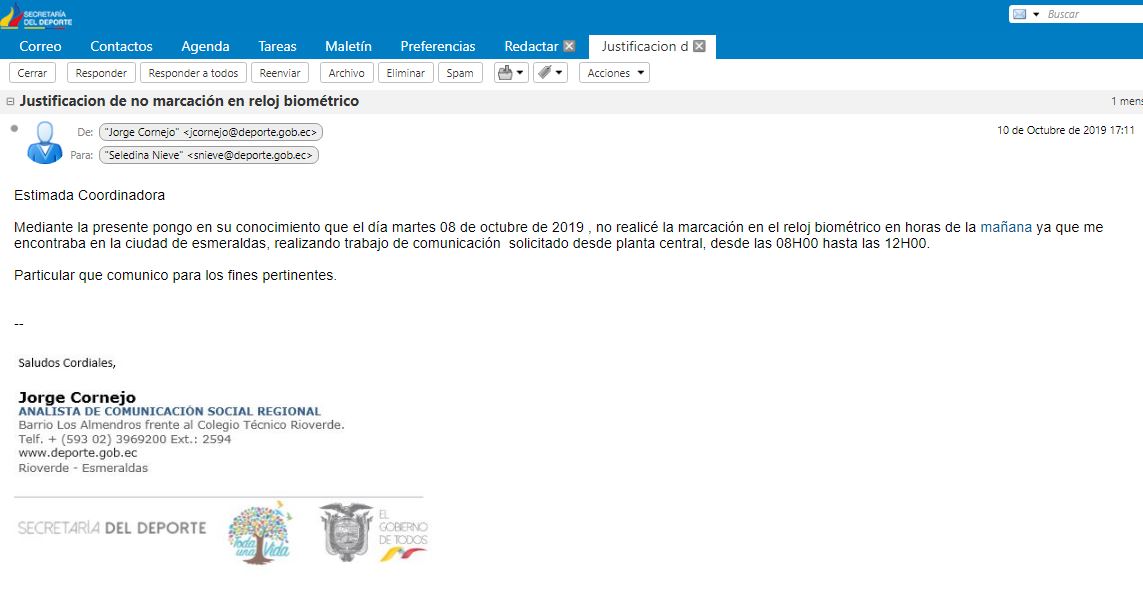 SECRETARÍA
DEL DEPORTE
Buscar
Correo Contactos Agenda Tareas Maletín Preferencias Redactar Justificacion d
Cerrar Responder Responder a todos Reenviar Archivo Eliminar Spam Acciones
Justificacion de no marcación en reloj biométrico 1 mens
De: "Jorge Cornejo" <jcornejo@deporte.gob.ec> 10 de Octubre de 2019 17:11
Para: "Seledina Nieve" <snieve@deporte.gob.ec>
Estimada Coordinadora
Mediante la presente pongo en su conocimiento que el día martes 08 de octubre de 2019 , no realicé la marcación en el reloj biométrico en horas de la mañana ya que me
encontraba en la ciudad de esmeraldas, realizando trabajo de comunicación  solicitado desde planta central, desde las 08H00 hasta las 12H00.
Particular que comunico para los fines pertinentes.
--
Saludos Cordiales,
Jorge Cornejo
ANALISTA DE COMUNICACIÓN SOCIAL REGIONAL
Barrio Los Almendros frente al Colegio Técnico Rioverde.
Telf. + (593 02) 3969200 Ext.: 2594
www.deporte.gob.ec
Rioverde - Esmeraldas
SECRETARÍA DEL DEPORTE
Toda
una Vida
EL
GOBIERNO
DE TODOS